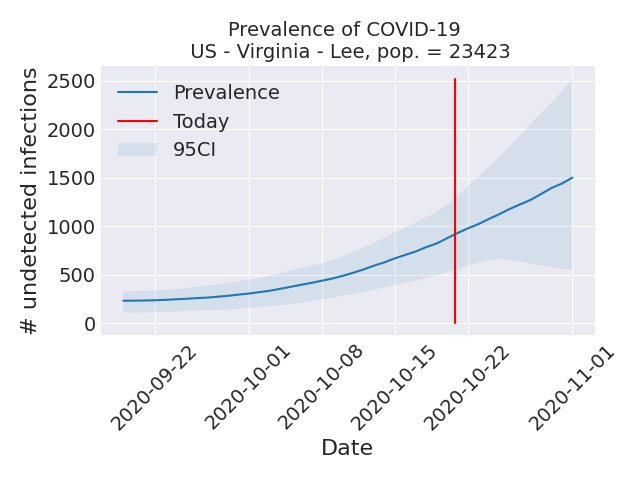 Prevalence of COVID-19
US - Virginia - Lee, pop. = 23423
# undetected infections
2500
2000
1500
1000
500
0
Prevalence
Today
95CI
2020-09-22
2020-10-01
2020-10-08
2020-10-15
2020-10-22
2020-11-01
Date